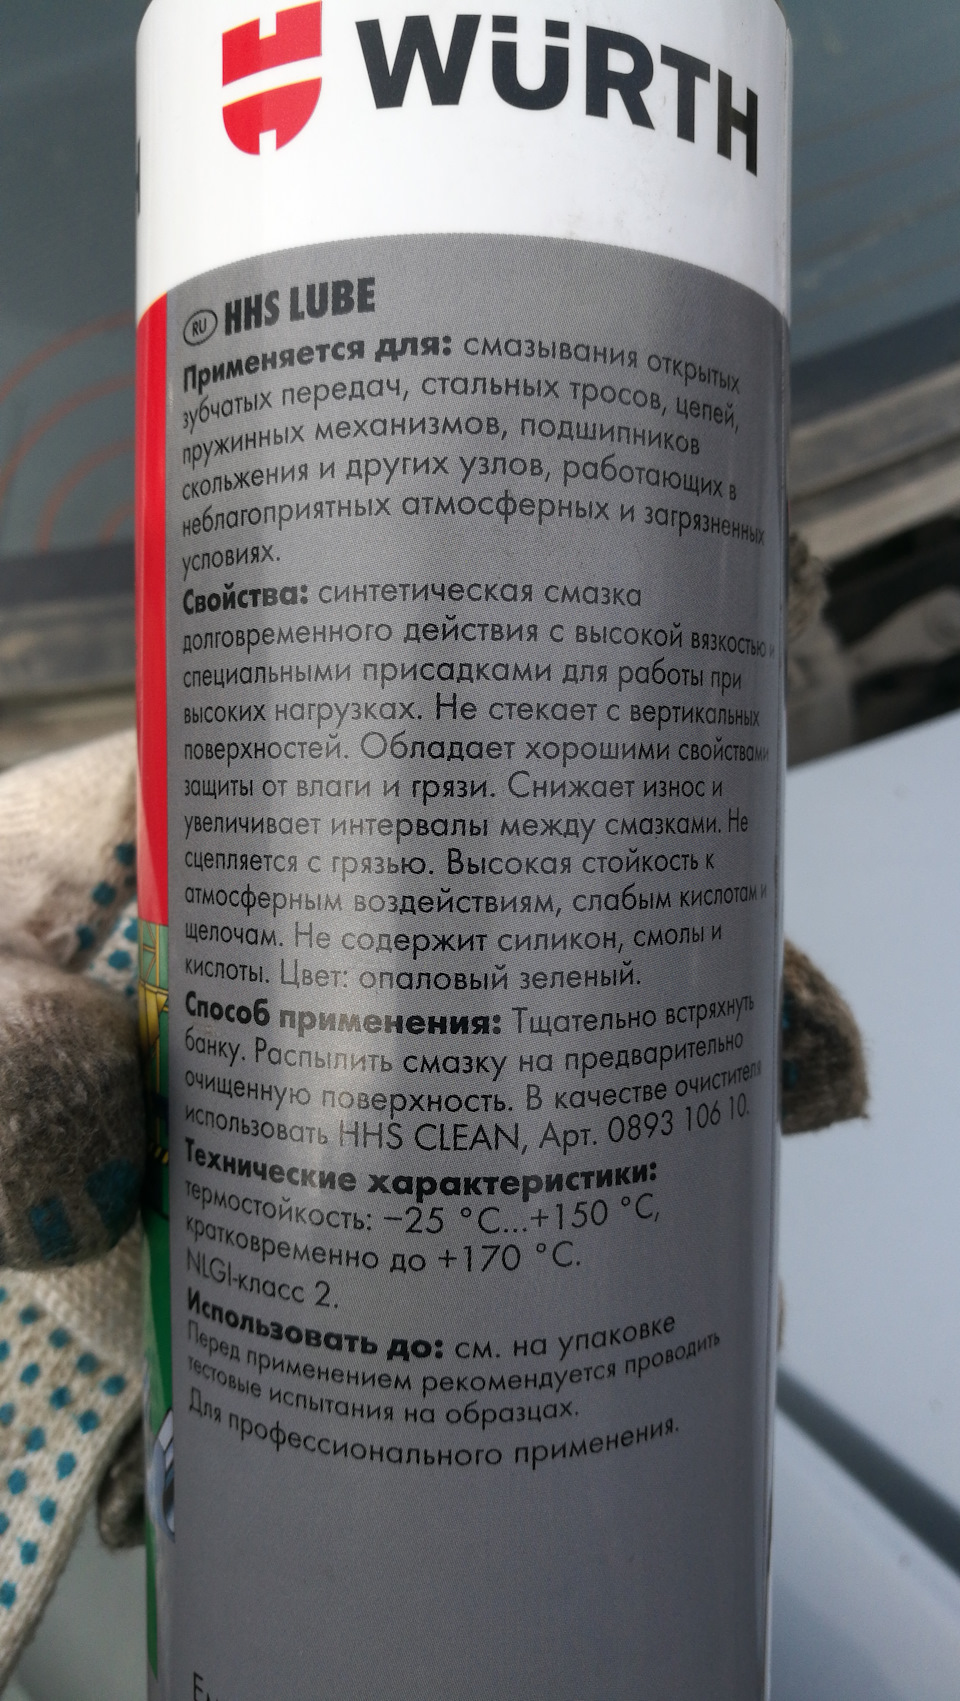 WÜRTH
RU HHS LUBE
Применяется для: смазывания открытых
зубчатых передач, стальных тросов, цепей,
пружинных механизмов, подшипников
скольжения и других узлов, работающих в
неблагоприятных атмосферных и загрязненных
условиях.
Свойства: синтетическая смазка
долговременного действия с высокой вязкостью и
специальными присадками для работы при
высоких нагрузках. Не стекает с вертикальных
поверхностей. Обладает хорошими свойствами
защиты от влаги и грязи. Снижает износ и
увеличивает интервалы между смазками. Не
сцепляется с грязью. Высокая стойкость к
атмосферным воздействиям, слабым кислотам и
щелочам. Не содержит силикон, смолы и
кислоты. Цвет: опаловый зеленый.
Способ применения: Тщательно встряхнуть
банку. Распылить смазку на предварительно
очищенную поверхность. В качестве очистителя
использовать HHS CLEAN, Арт. 0893 106 10.
Технические характеристики:
термостойкость: –25 °C...+150 °C,
кратковременно до +170 °C.
NLGI-класс 2.
Использовать до: см. на упаковке
Перед применением рекомендуется проводить
тестовые испытания на образцах.
Для профессионального применения.